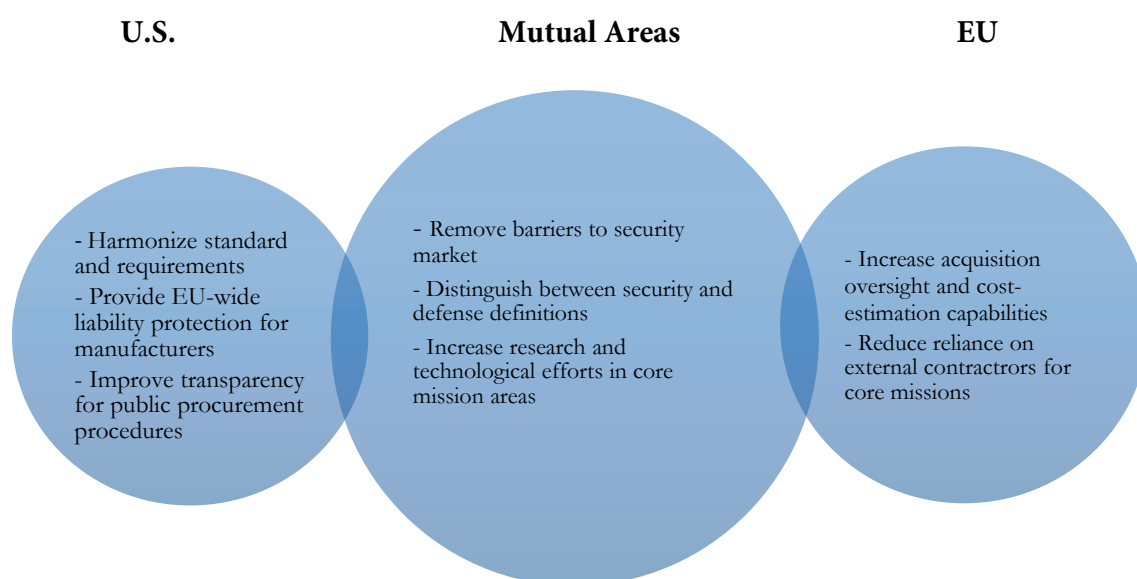 U.S.
Mutual Areas
EU
- Harmonize standard
and requirements
- Provide EU-wide
liability protection for
manufacturers
- Improve transparency
for public procurement
procedures
- Remove barriers to security
market
- Distinguish between security and
defense definitions
- Increase research and
technological efforts in core
mission areas
- Increase acquisition
oversight and cost-
estimation capabilities
- Reduce reliance on
external contractrors for
core missions